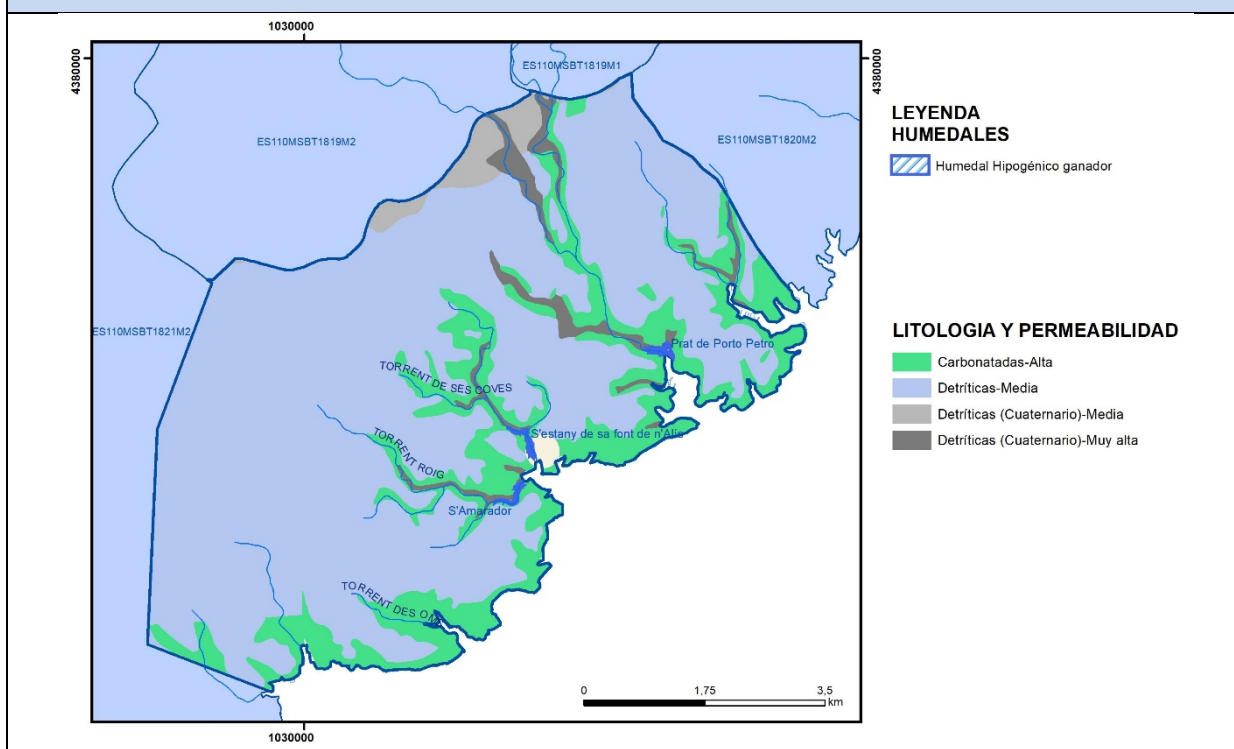 1030000
4380000
4380000
ES110MSBT1819M1
ES110MSBT1819M2
ES110MSBT1820M2
ES110MSBT1821M2
Prat de Porto Petro
TORRENT DE SES COVES
S'estany de sa font de n'Alis
TORRENT ROIG
S'Amarador
TORRENT DES
0 1,75 3,5
km
1030000
LEYENDA
HUMEDALES
Humedal Hipogénico ganador
LITOLOGIA Y PERMEABILIDAD
Carbonatadas-Alta
Detríticas-Media
Detríticas (Cuaternario)-Media
Detríticas (Cuaternario)-Muy alta